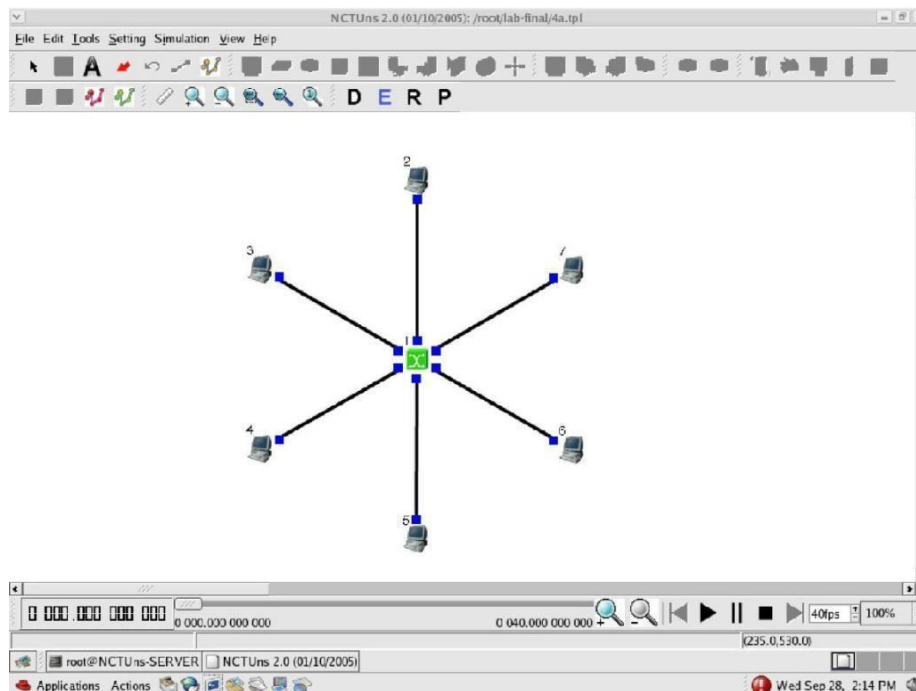 NCTUns 2.0 (01/10/2005): /root/lab-final/4a.tpl
File Edit Tools Setting Simulation View Help
A
D E R P
2
3
7
1
4
6
5
0 000 .000 000 000
0 000.000 000 000
0 040.000 000 000
40fps
100%
(235.0,530.0)
root@NCTUns-SERVER
NCTUns 2.0 (01/10/2005)
Applications Actions
Wed Sep 28, 2:14 PM